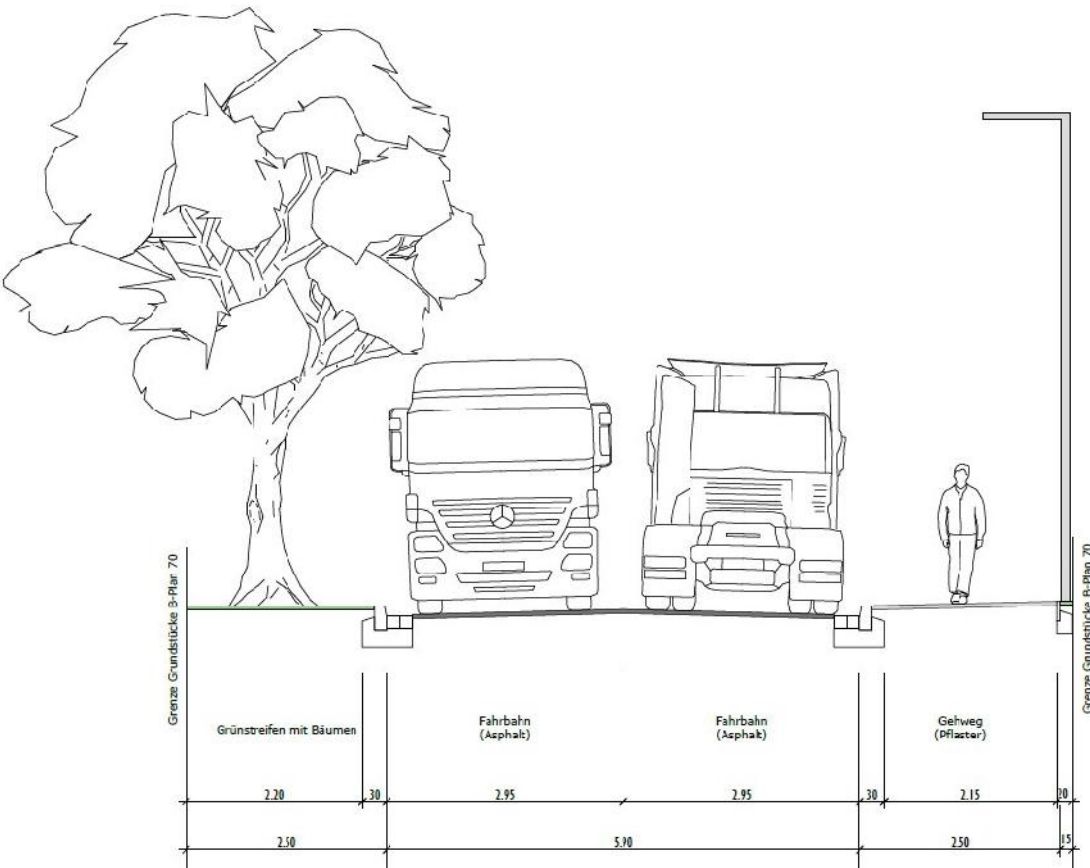 Grenze Grundstücke B-Plan 70
Grenze Grundstücke B-Plan 70
Grünstreifen mit Bäumen
Fahrbahn
(Asphalt)
Fahrbahn
(Asphalt)
Gehweg
(Pflaster)
2.20 30 2.95 2.95 30 2.15 20
2.50 5.90 2.50 15